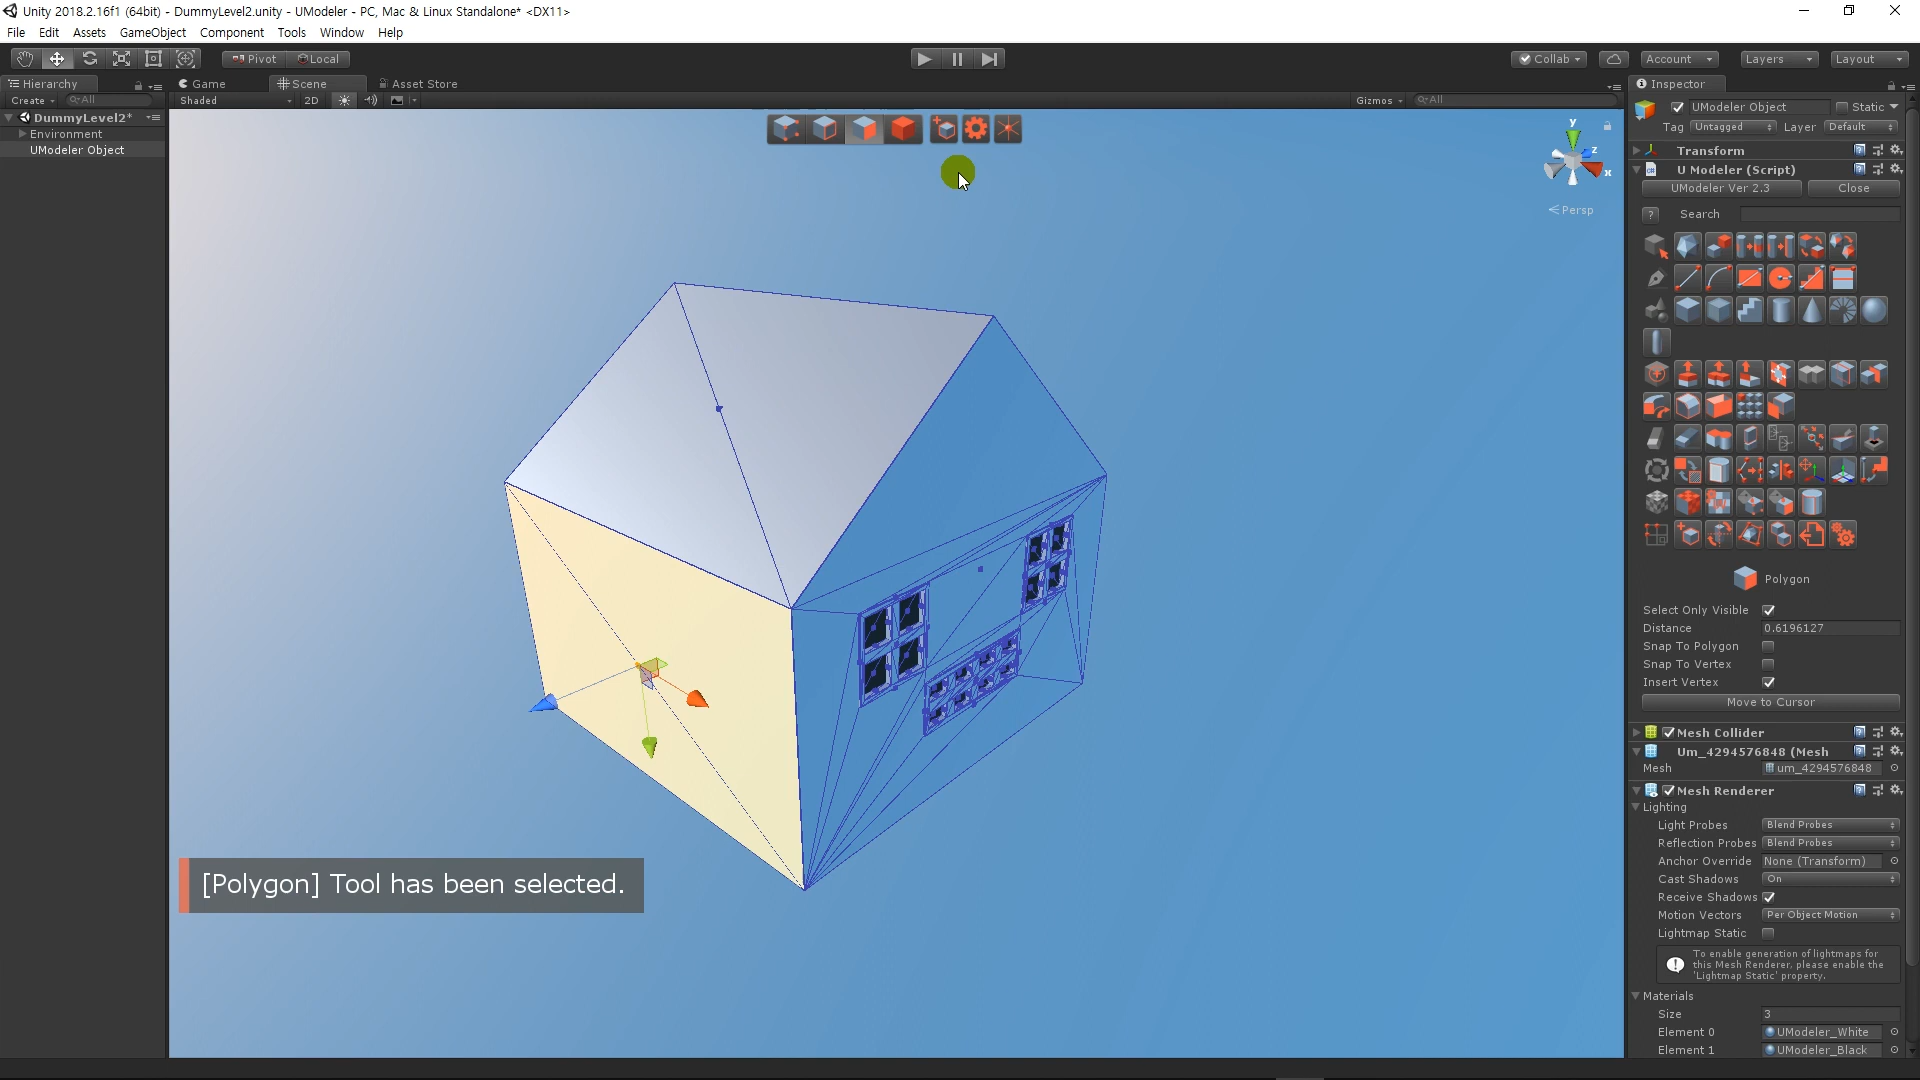 Unity 2018.2.16f1 (64bit) - DummyLevel2.unity - UModeler - PC, Mac & Linux Standalone* <DX11>
File Edit Assets GameObject Component Tools Window Help
Pivot Local
Collab Account Layers Layout
Hierarchy
Game Scene Asset Store
Inspector
Create All
Shaded 2D
Gizmos All
DummyLevel2*
Environment
UModeler Object
y
z
x
Persp
UModeler Object Static
Tag Untagged Layer Default
Transform
U Modeler (Script)
UModeler Ver 2.3 Close
? Search
Polygon
Select Only Visible
Distance 0.6196127
Snap To Polygon
Snap To Vertex
Insert Vertex
Move to Cursor
Mesh Collider
Um_4294576848 (Mesh
Mesh um_4294576848
Mesh Renderer
Lighting
Light Probes Blend Probes
Reflection Probes Blend Probes
Anchor Override None (Transform)
Cast Shadows On
Receive Shadows
Motion Vectors Per Object Motion
Lightmap Static
To enable generation of lightmaps for
this Mesh Renderer, please enable the
'Lightmap Static' property.
Materials
Size 3
Element 0 UModeler_White
Element 1 UModeler_Black
[Polygon] Tool has been selected.